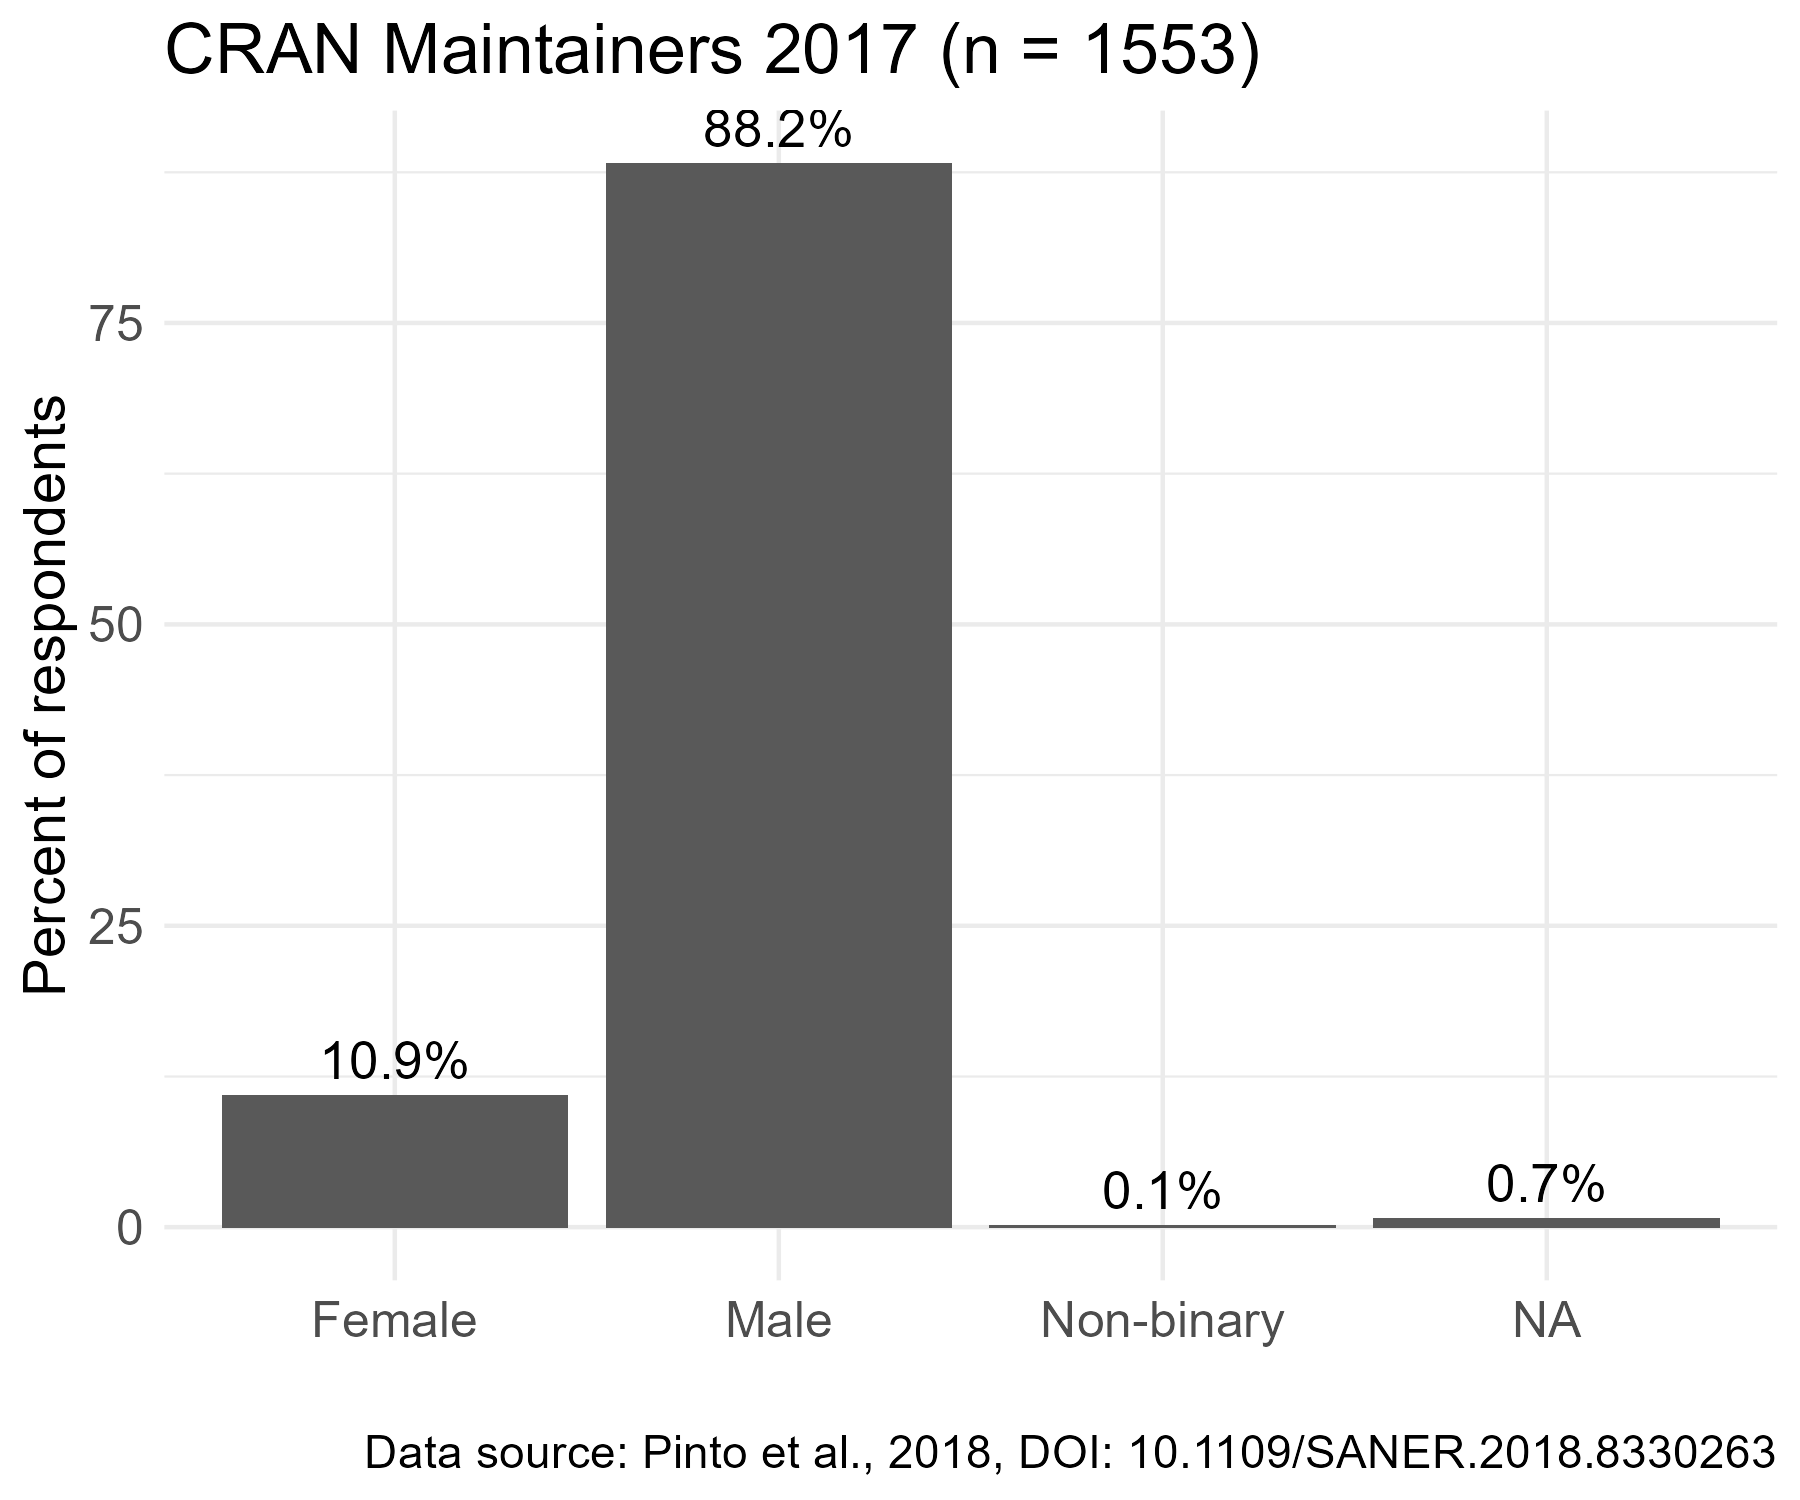 CRAN Maintainers 2017 (n = 1553)
Percent of respondents
88.2%
75
50
25
10.9%
0.1%
0.7%
0
Female Male Non-binary NA
Data source: Pinto et al., 2018, DOI: 10.1109/SANER.2018.8330263